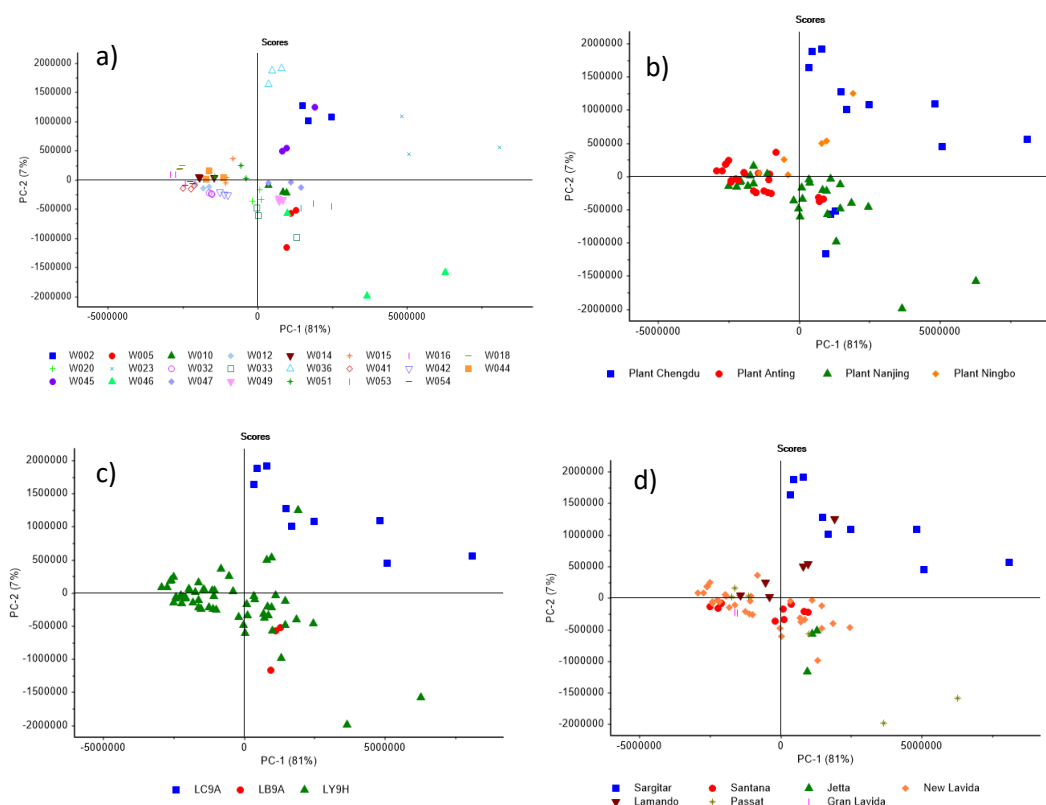 a)
Scores
2000000
1500000
1000000
500000
0
-500000
-1000000
-1500000
-2000000
PC-2 (7%)
-5000000 0 5000000
PC-1 (81%)
W002 W005 W010 W012 W014 W015 W016 W018
W020 W023 W032 W033 W036 W041 W042 W044
W045 W046 W047 W049 W051 W053 W054
b)
Scores
2000000
1500000
1000000
500000
0
-500000
-1000000
-1500000
-2000000
PC-2 (7%)
-5000000 0 5000000
PC-1 (81%)
Plant Chengdu Plant Anting Plant Nanjing Plant Ningbo
c)
Scores
2000000
1500000
1000000
500000
0
-500000
-1000000
-1500000
-2000000
PC-2 (7%)
-5000000 0 5000000
PC-1 (81%)
LC9A LB9A LY9H
d)
Scores
2000000
1500000
1000000
500000
0
-500000
-1000000
-1500000
-2000000
PC-2 (7%)
-5000000 0 5000000
PC-1 (81%)
Sargitar Santana Jetta New Lavida
Lamando Passat Gran Lavida